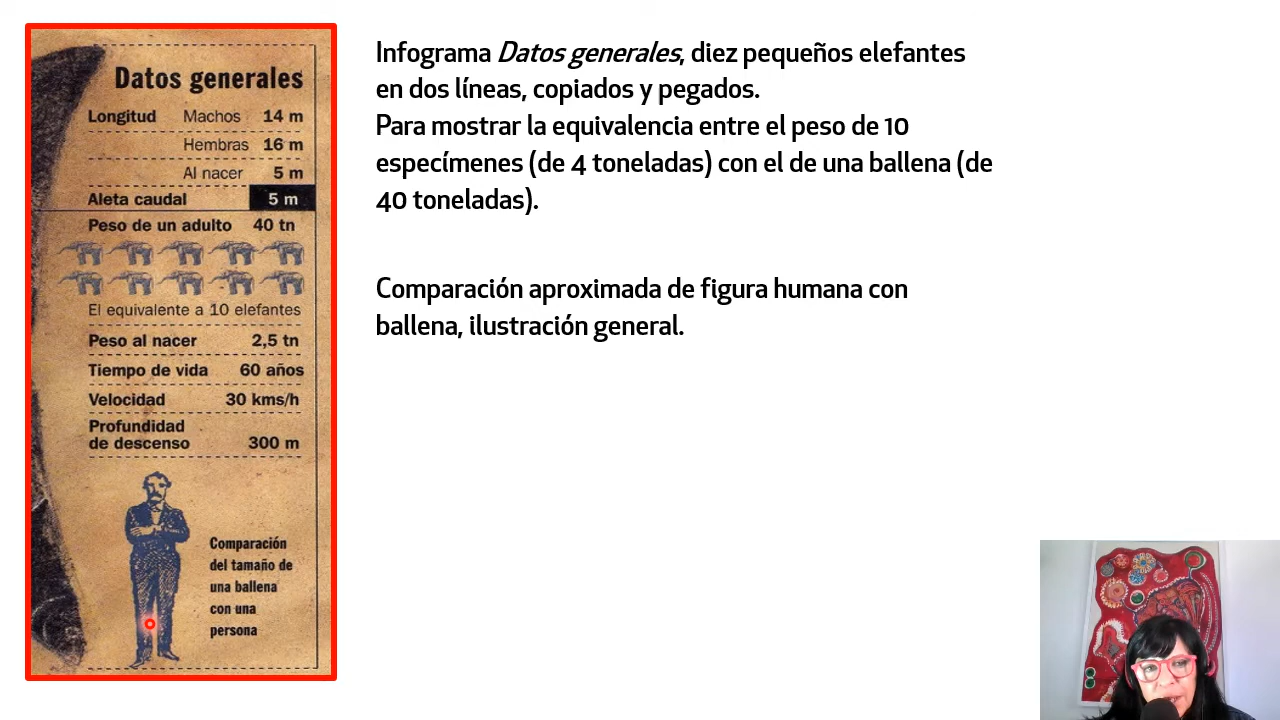 Datos generales
Longitud Machos 14 m
Hembras 16 m
Al nacer 5 m
Aleta caudal 5 m
Peso de un adulto 40 tn
El equivalente a 10 elefantes
Peso al nacer 2,5 tn
Tiempo de vida 60 años
Velocidad 30 kms/h
Profundidad
de descenso 300 m
Comparación
del tamaño de
una ballena
con una
persona
Infograma Datos generales, diez pequeños elefantes
en dos líneas, copiados y pegados.
Para mostrar la equivalencia entre el peso de 10
especímenes (de 4 toneladas) con el de una ballena (de
40 toneladas).
Comparación aproximada de figura humana con
ballena, ilustración general.